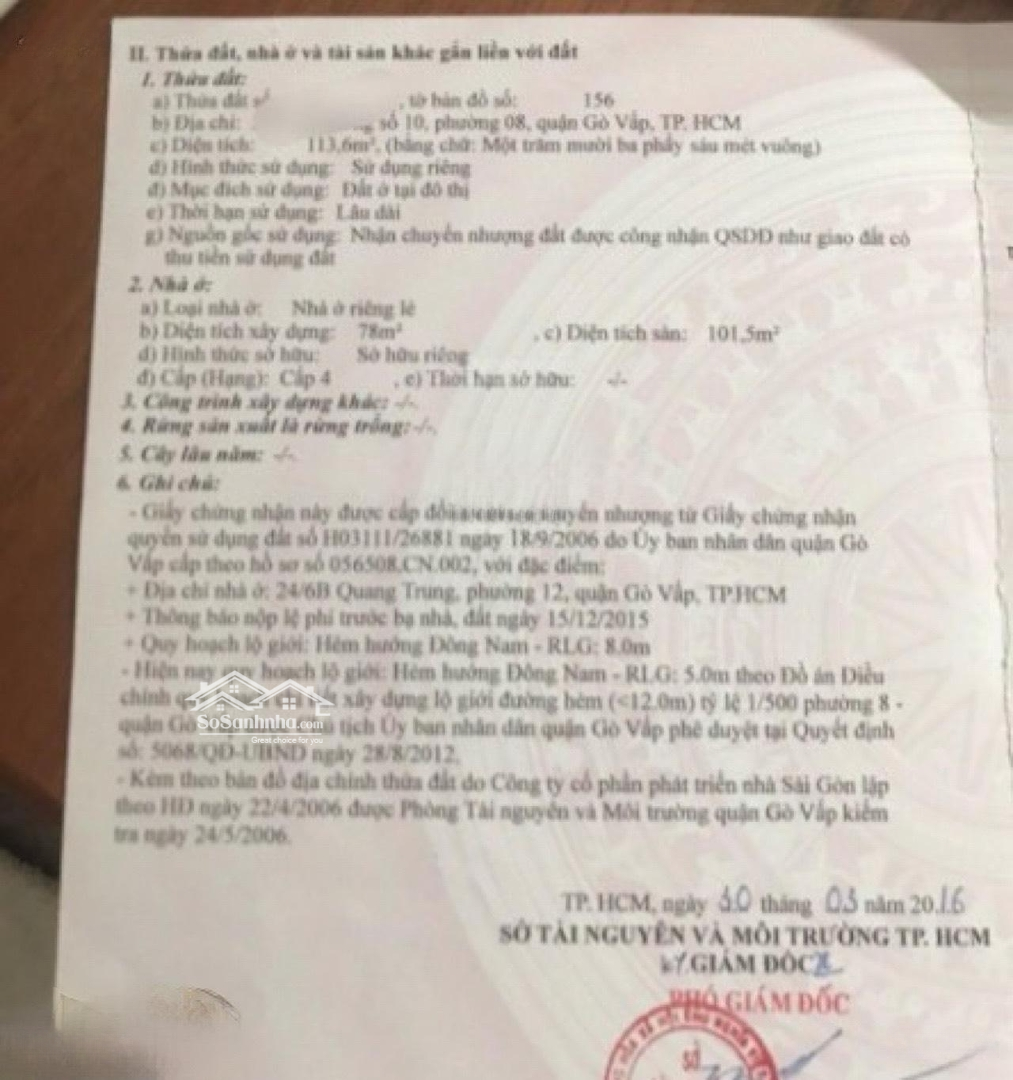 II. Thửa đất, nhà ở và tài sản khác gắn liền với đất
1. Thửa đất:
a) Thửa đất số , tờ bản đồ số: 156
b) Địa chỉ: số 10, phường 08, quận Gò Vấp, TP. HCM
c) Diện tích: 113,6m², (bằng chữ: Một trăm mười ba phẩy sáu mét vuông)
d) Hình thức sử dụng: Sử dụng riêng
đ) Mục đích sử dụng: Đất ở tại đô thị
e) Thời hạn sử dụng: Lâu dài
g) Nguồn gốc sử dụng: Nhận chuyển nhượng đất được công nhận QSDĐ như giao đất có
thu tiền sử dụng đất
2. Nhà ở:
a) Loại nhà ở: Nhà ở riêng lẻ
b) Diện tích xây dựng: 78m² , c) Diện tích sàn: 101,5m²
d) Hình thức sở hữu: Sở hữu riêng
đ) Cấp (Hạng): Cấp 4 , e) Thời hạn sở hữu: -/-
3. Công trình xây dựng khác: -/-.
4. Rừng sản xuất là rừng trồng: -/-.
5. Cây lâu năm: -/-.
6. Ghi chú:
- Giấy chứng nhận này được cấp đổi nhượng từ Giấy chứng nhận
quyền sử dụng đất số H03111/26881 ngày 18/9/2006 do Ủy ban nhân dân quận Gò
Vấp cấp theo hồ sơ số 056508.CN.002, với đặc điểm:
+ Địa chỉ nhà ở: 24/6B Quang Trung, phường 12, quận Gò Vấp, TP.HCM
+ Thông báo nộp lệ phí trước bạ nhà, đất ngày 15/12/2015
+ Quy hoạch lộ giới: Hẻm hướng Đông Nam - RLG: 8.0m
- Hiện nay quy hoạch lộ giới: Hẻm hướng Đông Nam - RLG: 5.0m theo Đồ án Điều
chỉnh xây dựng lộ giới đường hẻm (<12.0m) tỷ lệ 1/500 phường 8 -
quận Gò tịch Ủy ban nhân dân quận Gò Vấp phê duyệt tại Quyết định
số: 5068/QĐ-UBND ngày 28/8/2012.
- Kèm theo bản đồ địa chính thửa đất do Công ty cổ phần phát triển nhà Sài Gòn lập
theo HĐ ngày 22/4/2006 được Phòng Tài nguyên và Môi trường quận Gò Vấp kiểm
tra ngày 24/5/2006.
SoSanhnha.com
Great choice for you
TP. HCM, ngày 30 tháng 03 năm 2016
SỞ TÀI NGUYÊN VÀ MÔI TRƯỜNG TP. HCM
GIÁM ĐỐC
PHÓ GIÁM ĐỐC
SỞ